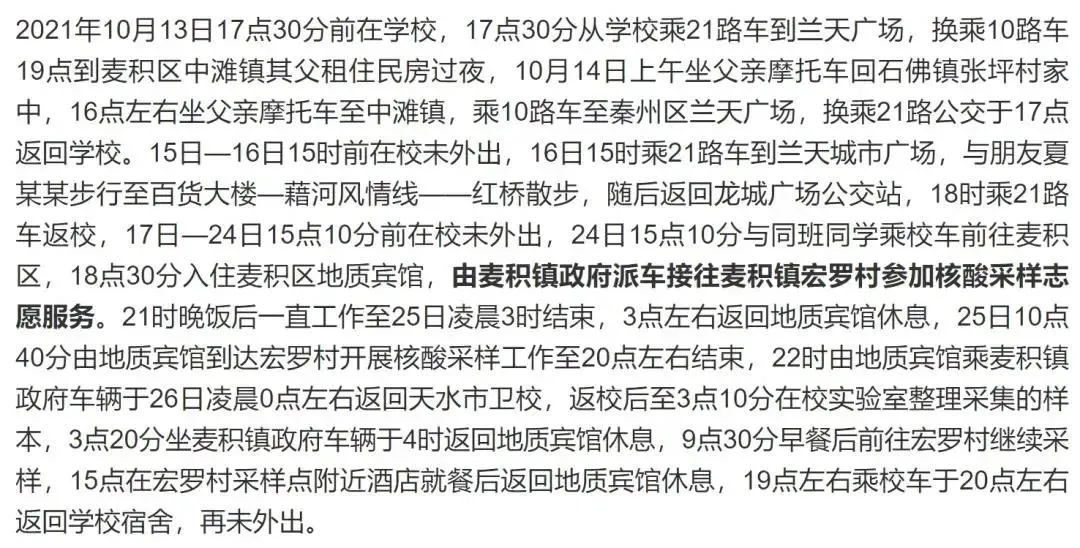 2021年10月13日17点30分前在学校，17点30分从学校乘21路车到兰天广场，换乘10路车
19点到麦积区中滩镇其父租住民房过夜，10月14日上午坐父亲摩托车回石佛镇张坪村家
中，16点左右坐父亲摩托车至中滩镇，乘10路车至秦州区兰天广场，换乘21路公交于17点
返回学校。15日—16日15时前在校未外出，16日15时乘21路车到兰天城市广场，与朋友夏
某某步行至百货大楼—藉河风情线——红桥散步，随后返回龙城广场公交站，18时乘21路
车返校，17日—24日15点10分前在校未外出，24日15点10分与同班同学乘校车前往麦积
区，18点30分入住麦积区地质宾馆，由麦积镇政府派车接往麦积镇宏罗村参加核酸采样志
愿服务。21时晚饭后一直工作至25日凌晨3时结束，3点左右返回地质宾馆休息，25日10点
40分由地质宾馆到达宏罗村开展核酸采样工作至20点左右结束，22时由地质宾馆乘麦积镇
政府车辆于26日凌晨0点左右返回天水市卫校，返校后至3点10分在校实验室整理采集的样
本，3点20分坐麦积镇政府车辆于4时返回地质宾馆休息，9点30分早餐后前往宏罗村继续采
样，15点在宏罗村采样点附近酒店就餐后返回地质宾馆休息，19点左右乘校车于20点左右
返回学校宿舍，再未外出。